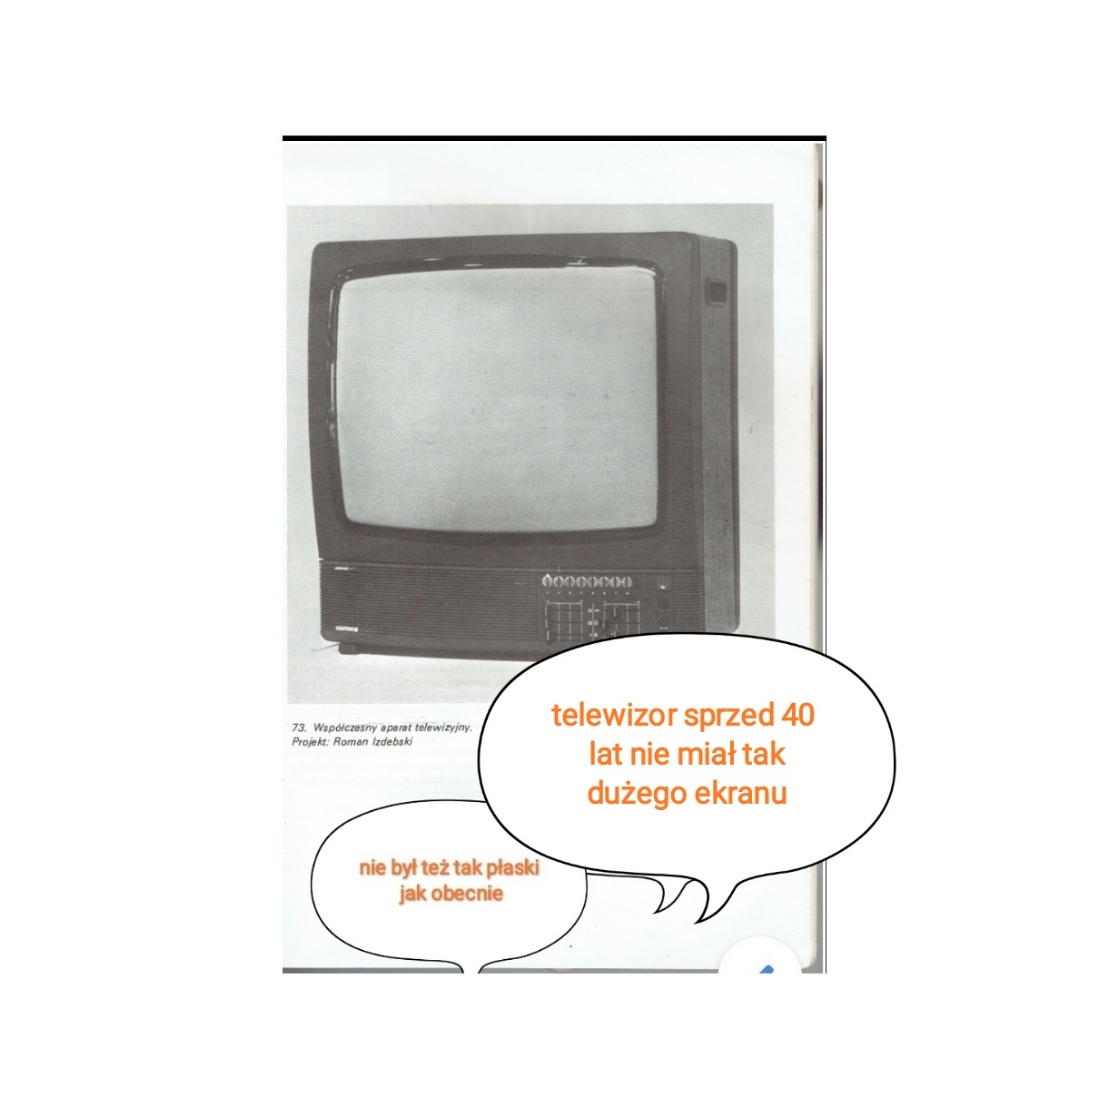 73. Współczesny aparat telewizyjny.
Projekt: Roman Izdebski
telewizor sprzed 40
lat nie miał tak
dużego ekranu
nie był też tak płaski
jak obecnie